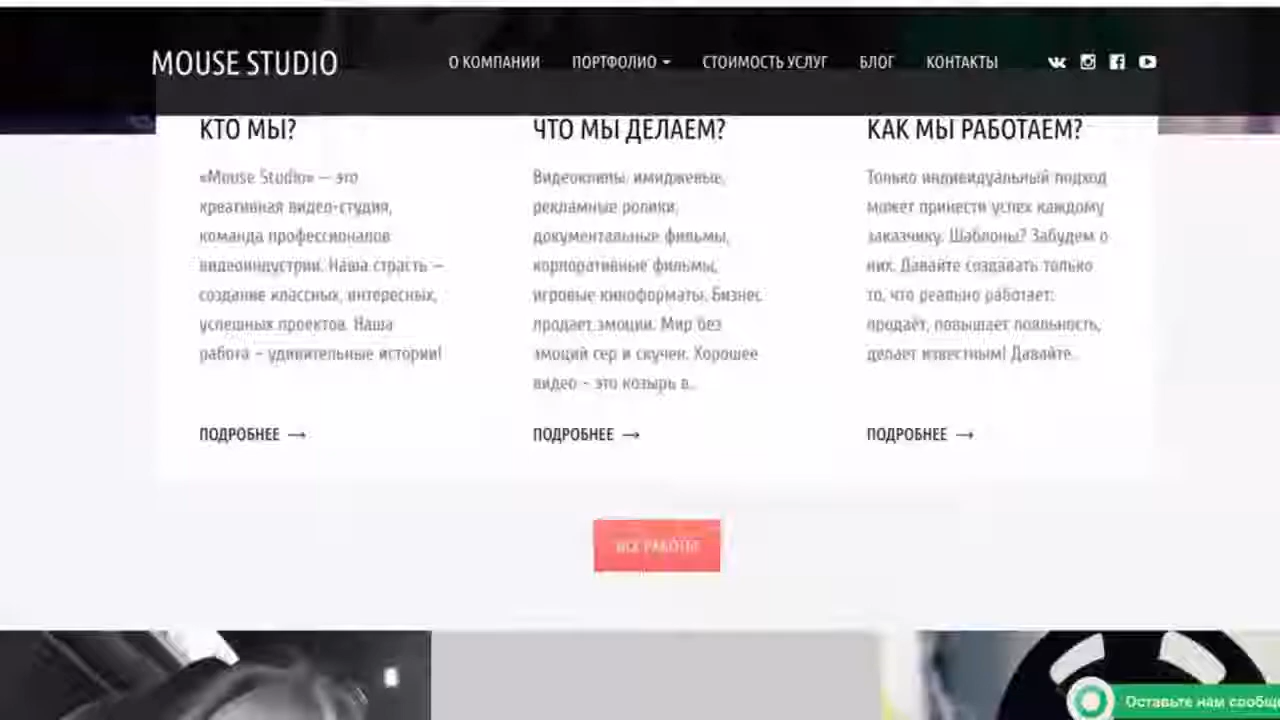 MOUSE STUDIO
О КОМПАНИИ ПОРТФОЛИО СТОИМОСТЬ УСЛУГ БЛОГ КОНТАКТЫ
КТО МЫ?
«Mouse Studio» — это
креативная видео-студия,
команда профессионалов
видеоиндустрии. Наша страсть —
создание классных, интересных,
успешных проектов. Наша
работа – удивительные истории!
ПОДРОБНЕЕ →
ЧТО МЫ ДЕЛАЕМ?
Видеоклипы, имиджевые,
рекламные ролики,
документальные фильмы,
корпоративные фильмы,
игровые киноформаты. Бизнес
продает эмоции. Мир без
эмоций сер и скучен. Хорошее
видео – это козырь в..
ПОДРОБНЕЕ →
КАК МЫ РАБОТАЕМ?
Только индивидуальный подход
может принести успех каждому
заказчику. Шаблоны? Забудем о
них. Давайте создавать только
то, что реально работает:
продаёт, повышает лояльность,
делает известным! Давайте..
ПОДРОБНЕЕ →
ВСЕ РАБОТЫ
Оставьте нам сообще